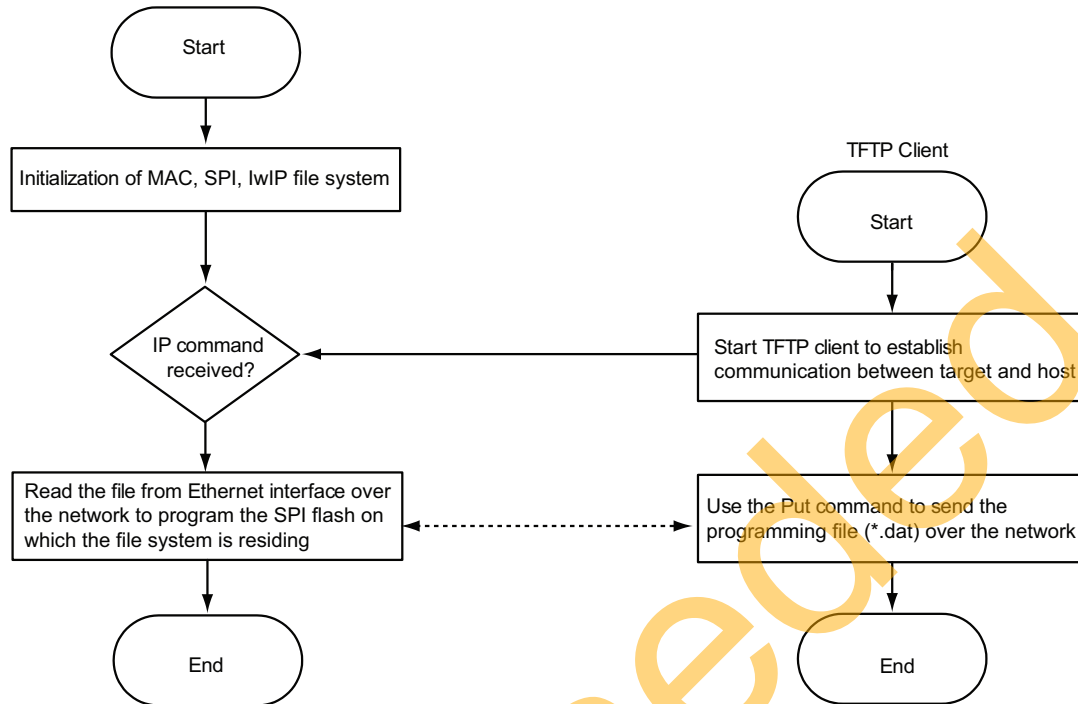 Start
Initialization of MAC, SPI, lwIP file system
IP command
received?
Read the file from Ethernet interface over
the network to program the SPI flash on
which the file system is residing
End
TFTP Client
Start
Start TFTP client to establish
communication between target and host
Use the Put command to send the
programming file (*.dat) over the network
End
eded